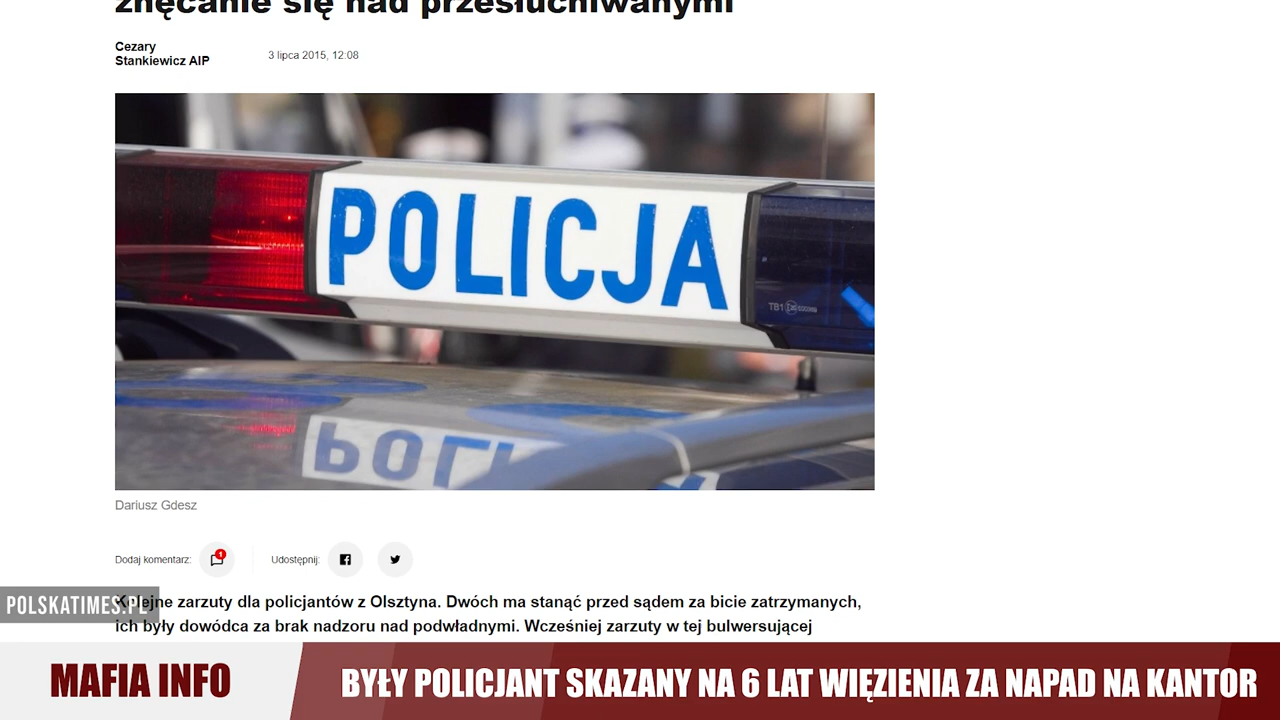 znęcanie się nad przesłuchiwanymi
Cezary
Stankiewicz AIP
3 lipca 2015, 12:08
POLICJA
TB1
Dariusz Gdesz
Dodaj komentarz:
1
Udostępnij:
POLSKATIMES.PL
Kolejne zarzuty dla policjantów z Olsztyna. Dwóch ma stanąć przed sądem za bicie zatrzymanych,
ich były dowódca za brak nadzoru nad podwładnymi. Wcześniej zarzuty w tej bulwersującej
MAFIA INFO
BYŁY POLICJANT SKAZANY NA 6 LAT WIĘZIENIA ZA NAPAD NA KANTOR